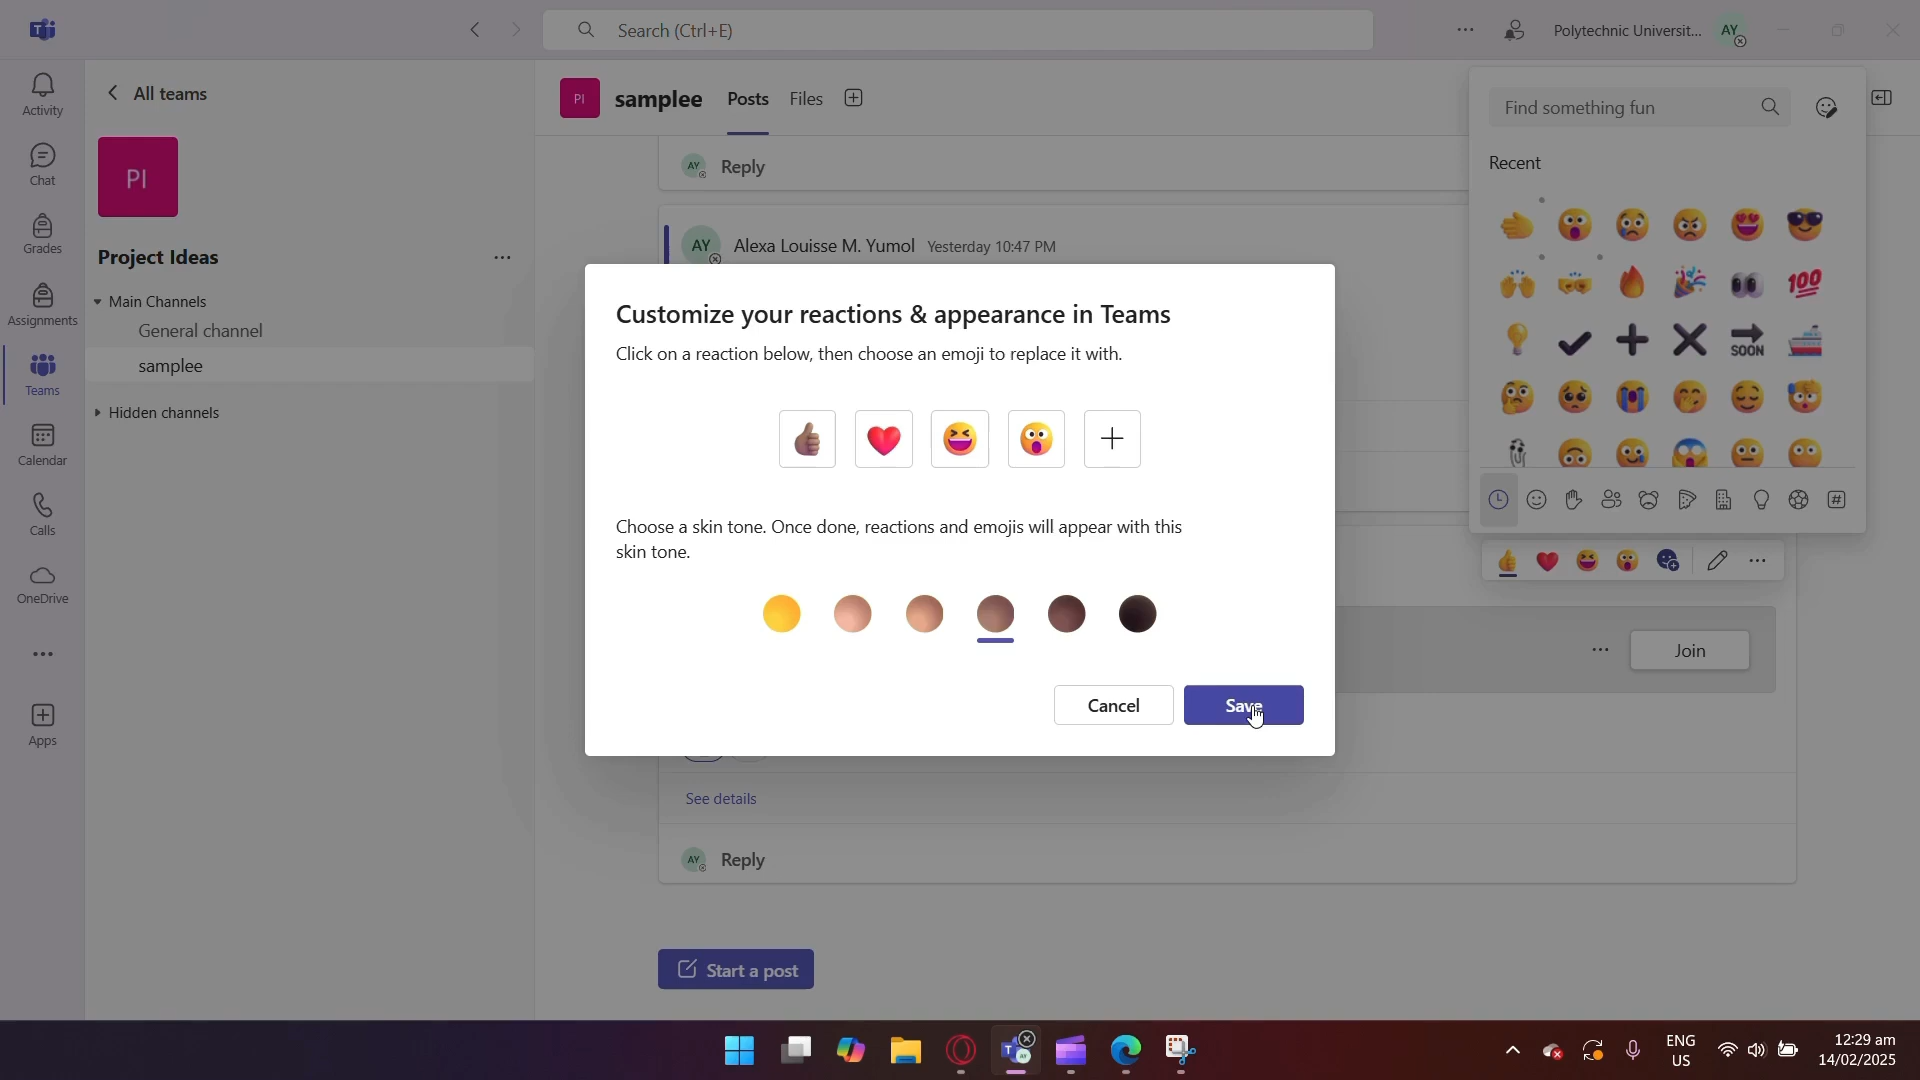 Search (Ctrl+E)
Polytechnic Universit...
AY
Activity
Chat
Grades
Assignments
Teams
Calendar
Calls
OneDrive
Apps
All teams
PI
Project Ideas
Main Channels
General channel
samplee
Hidden channels
PI
samplee
Posts
Files
AY
Reply
AY
Alexa Louisse M. Yumol
Yesterday 10:47 PM
Customize your reactions & appearance in Teams
Click on a reaction below, then choose an emoji to replace it with.
Choose a skin tone. Once done, reactions and emojis will appear with this
skin tone.
Cancel
Save
Find something fun
Recent
100
SOON
Join
See details
AY
Reply
Start a post
ENG
US
12:29 am
14/02/2025